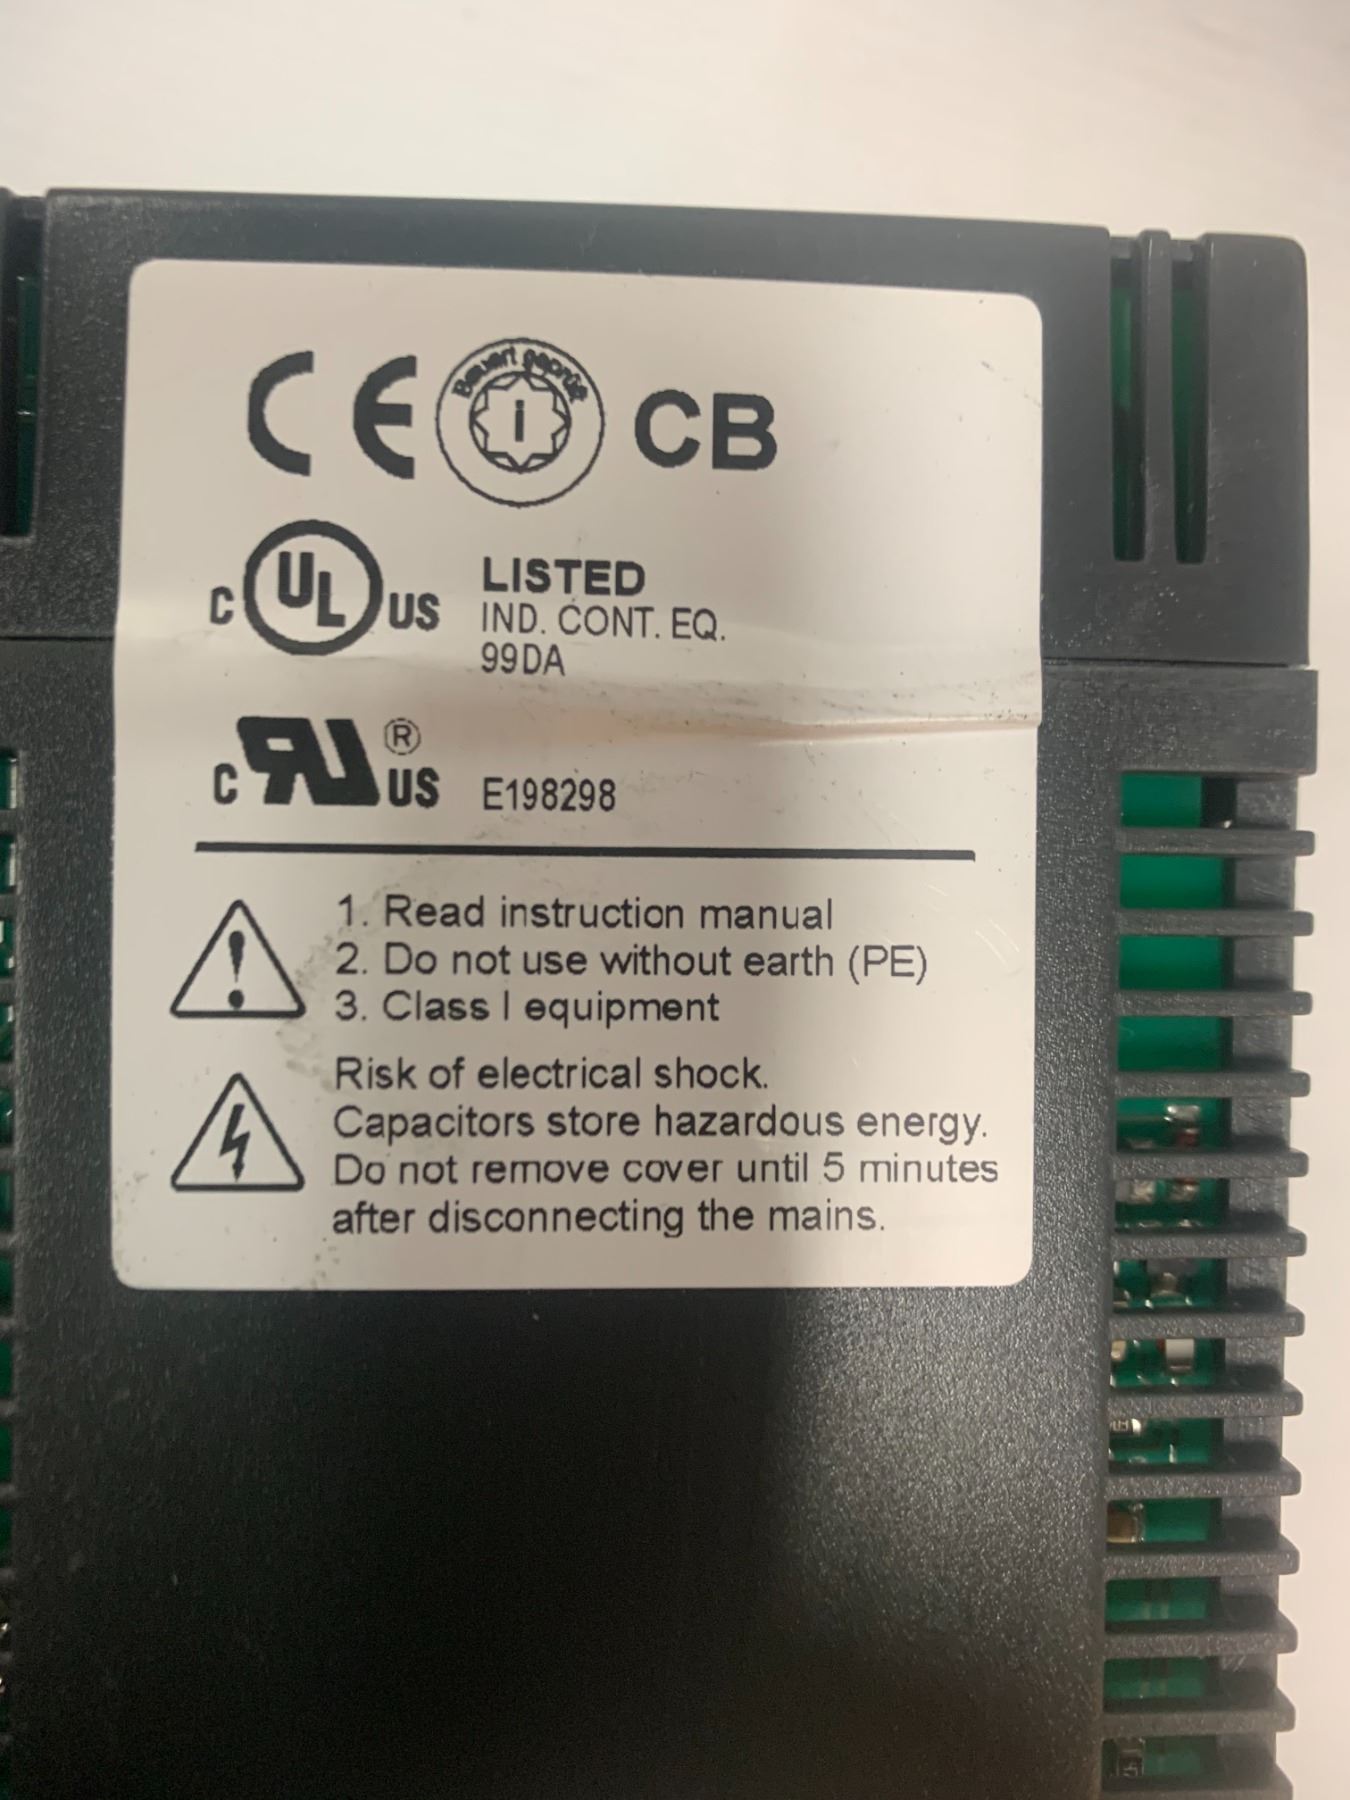 CE Bauart geprüft i CB
C UL US LISTED
IND. CONT. EQ.
99DA
C RU ® US E198298
1. Read instruction manual
2. Do not use without earth (PE)
3. Class I equipment
Risk of electrical shock.
Capacitors store hazardous energy.
Do not remove cover until 5 minutes
after disconnecting the mains.